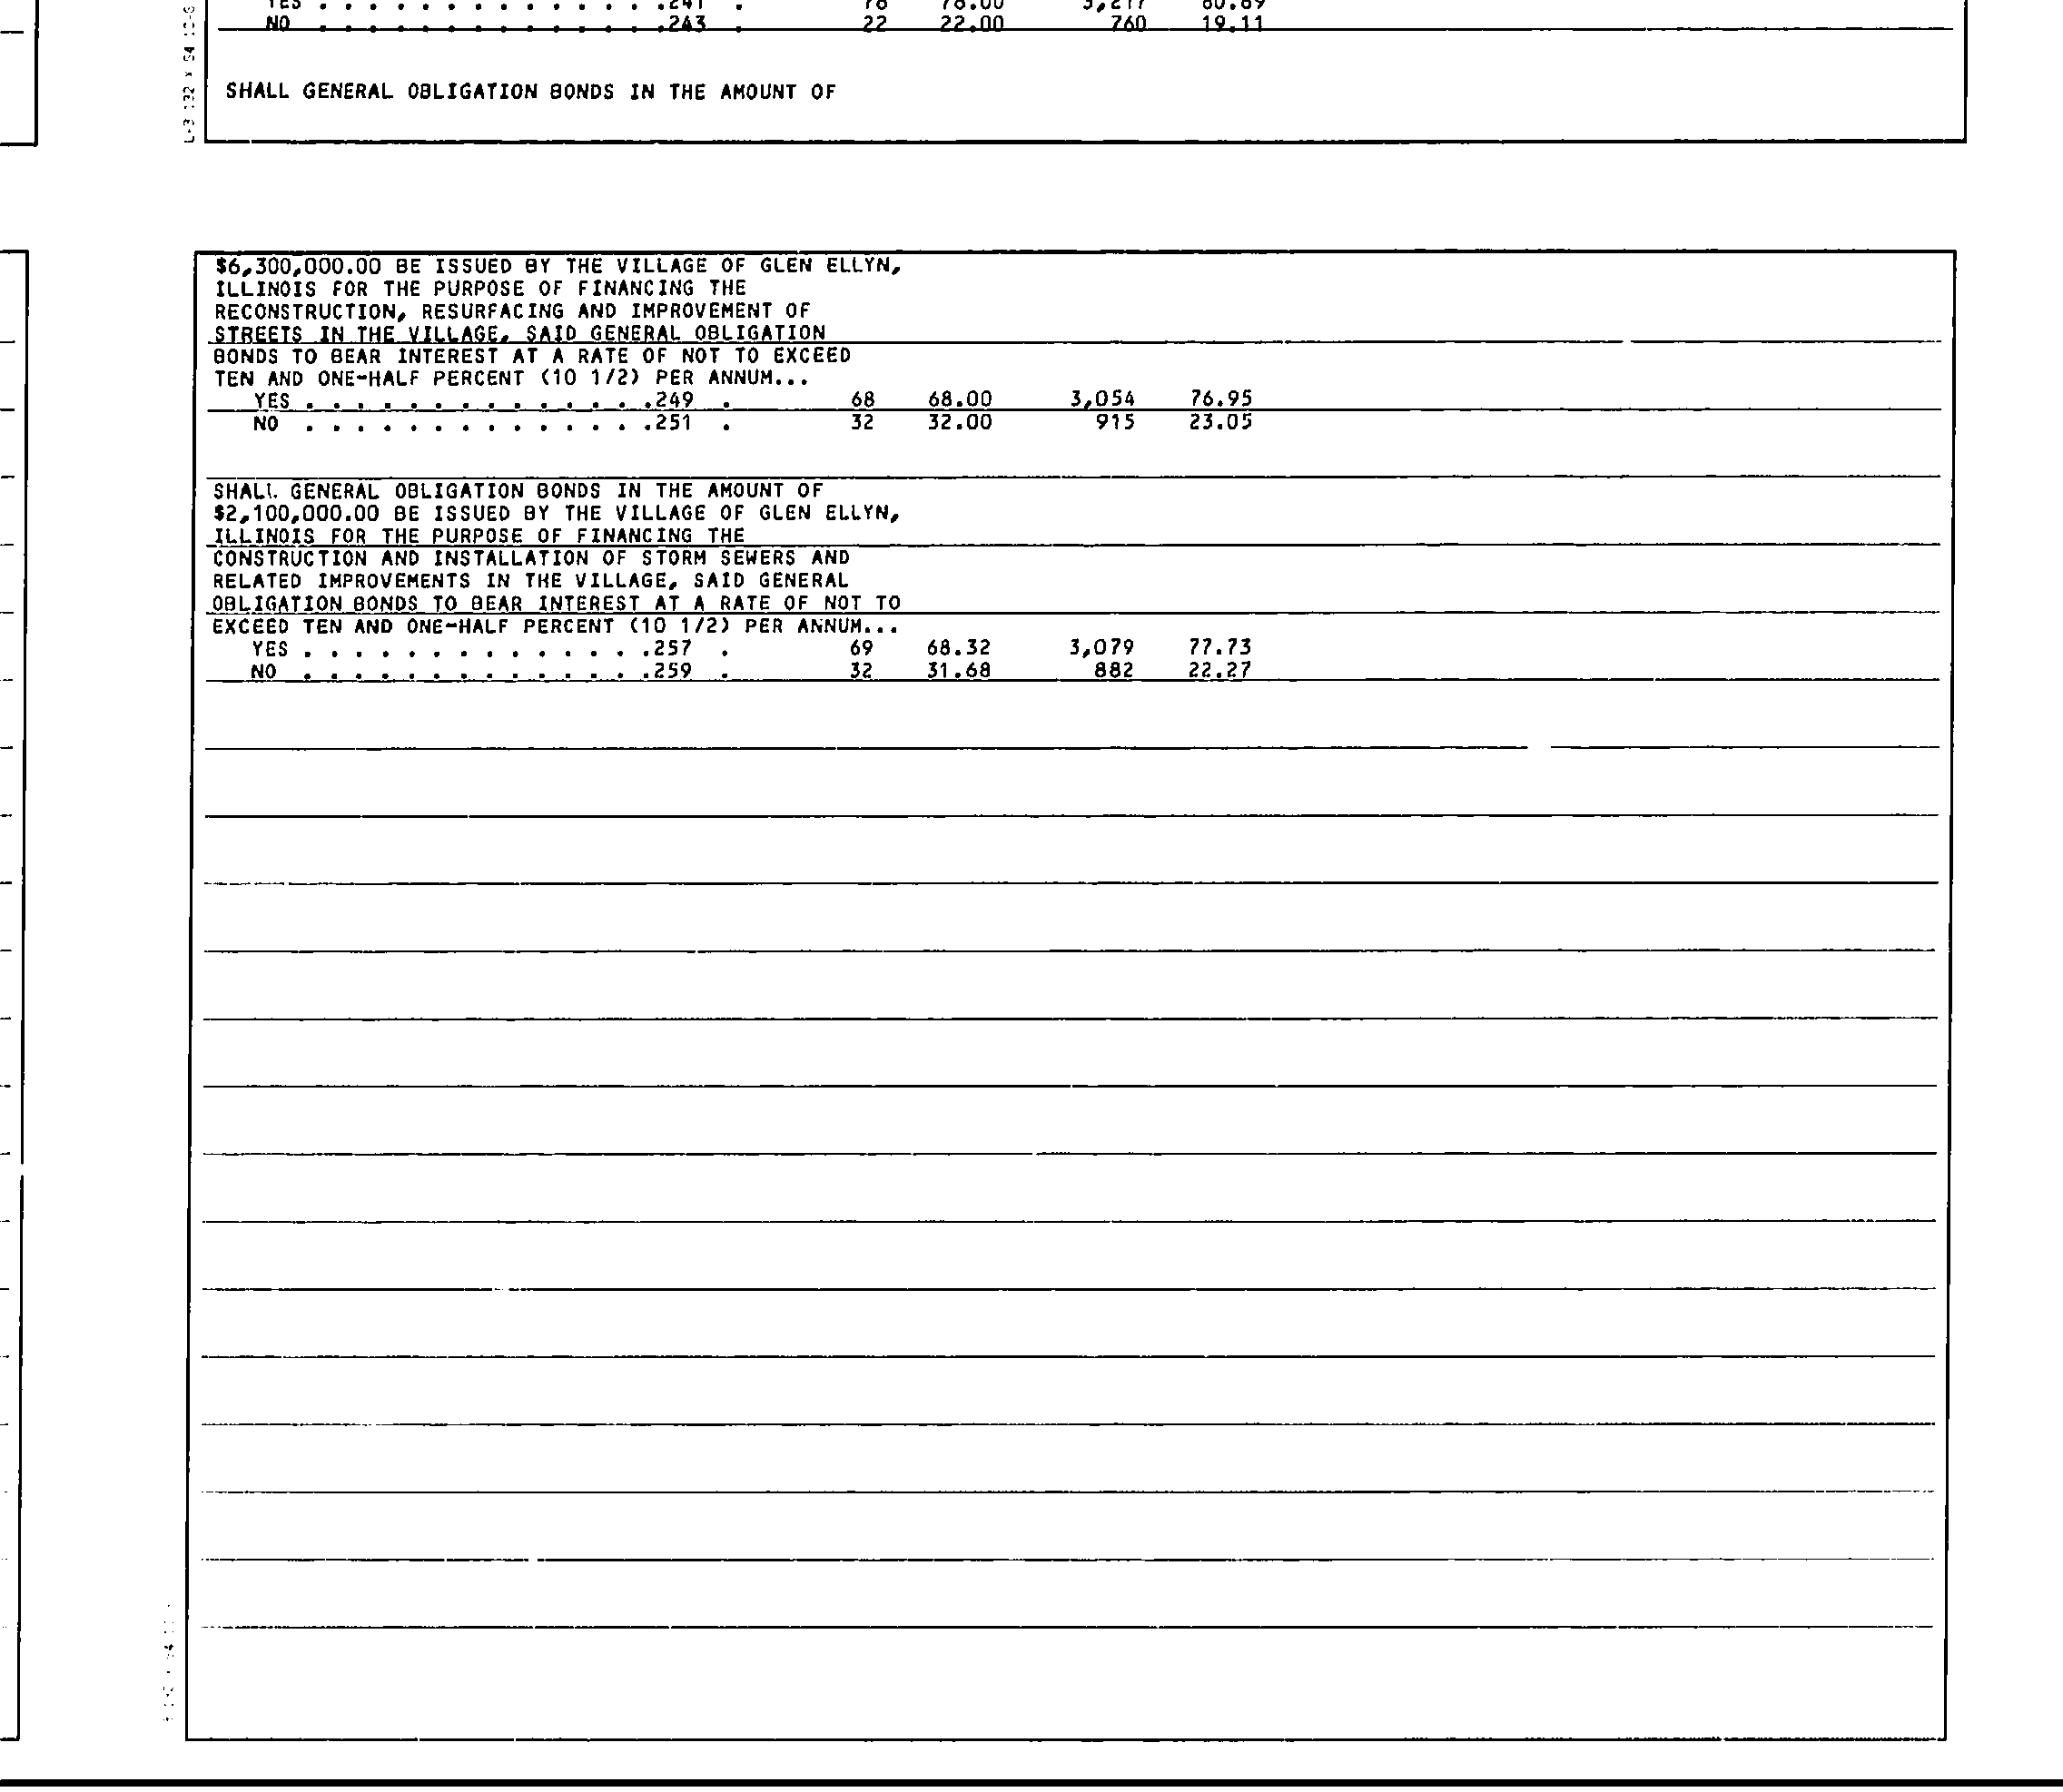 YES . . . . . . . . . . . . . .241 . 78 78.00 3,217 80.89
NO . . . . . . . . . . . . . .243 . 22 22.00 760 19.11
SHALL GENERAL OBLIGATION BONDS IN THE AMOUNT OF
$6,300,000.00 BE ISSUED BY THE VILLAGE OF GLEN ELLYN,
ILLINOIS FOR THE PURPOSE OF FINANCING THE
RECONSTRUCTION, RESURFACING AND IMPROVEMENT OF
STREETS IN THE VILLAGE, SAID GENERAL OBLIGATION
BONDS TO BEAR INTEREST AT A RATE OF NOT TO EXCEED
TEN AND ONE-HALF PERCENT (10 1/2) PER ANNUM...
YES . . . . . . . . . . . . . .249 . 68 68.00 3,054 76.95
NO . . . . . . . . . . . . . .251 . 32 32.00 915 23.05
SHALL GENERAL OBLIGATION BONDS IN THE AMOUNT OF
$2,100,000.00 BE ISSUED BY THE VILLAGE OF GLEN ELLYN,
ILLINOIS FOR THE PURPOSE OF FINANCING THE
CONSTRUCTION AND INSTALLATION OF STORM SEWERS AND
RELATED IMPROVEMENTS IN THE VILLAGE, SAID GENERAL
OBLIGATION BONDS TO BEAR INTEREST AT A RATE OF NOT TO
EXCEED TEN AND ONE-HALF PERCENT (10 1/2) PER ANNUM...
YES . . . . . . . . . . . . . .257 . 69 68.32 3,079 77.73
NO . . . . . . . . . . . . . .259 . 32 31.68 882 22.27